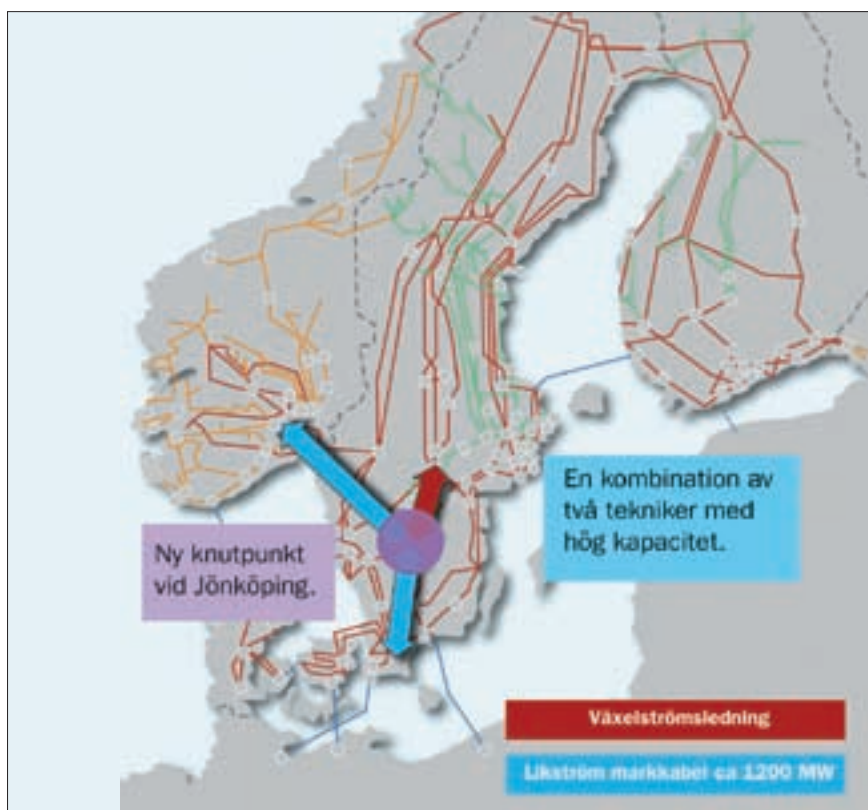 En kombination av
två tekniker med
hög kapacitet.
Ny knutpunkt
vid Jönköping.
Växelströmsledning
Likström markkabel ca 1200 MW